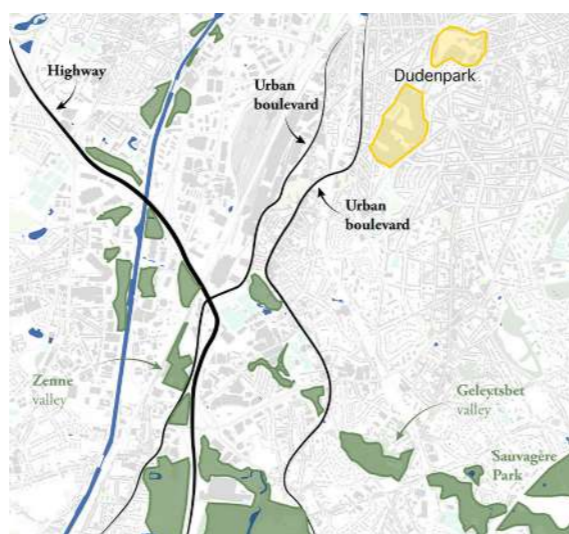 Highway
Urban
boulevard
Dudenpark
Urban
boulevard
Zenne
valley
Geleytsbet
valley
Sauvagère
Park